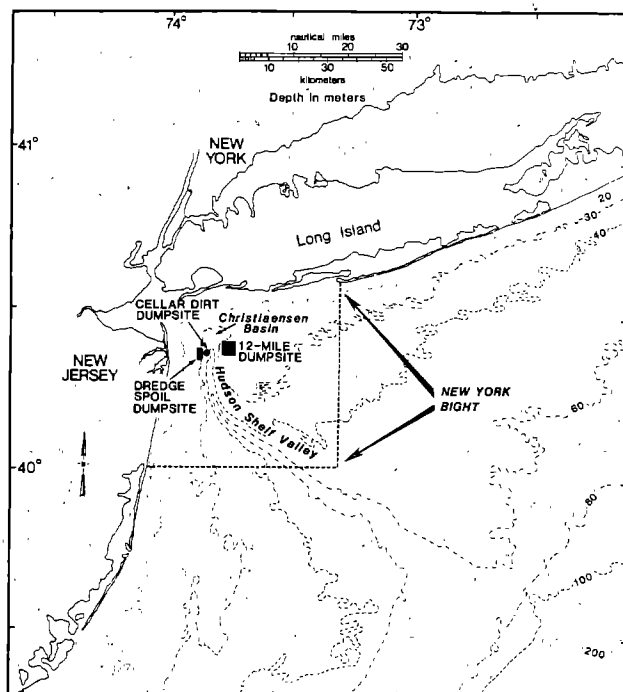 74°
73°
nautical miles
10 20 30
10 30 50
kilometers
Depth in meters
41°
NEW
YORK
Long Island
20
30
40
CELLAR DIRT
DUMPSITE
Christiaensen
Basin
12-MILE
DUMPSITE
NEW
JERSEY
DREDGE
SPOIL
DUMPSITE
Hudson Shelf Valley
NEW YORK
BIGHT
60
40°
80
100
200